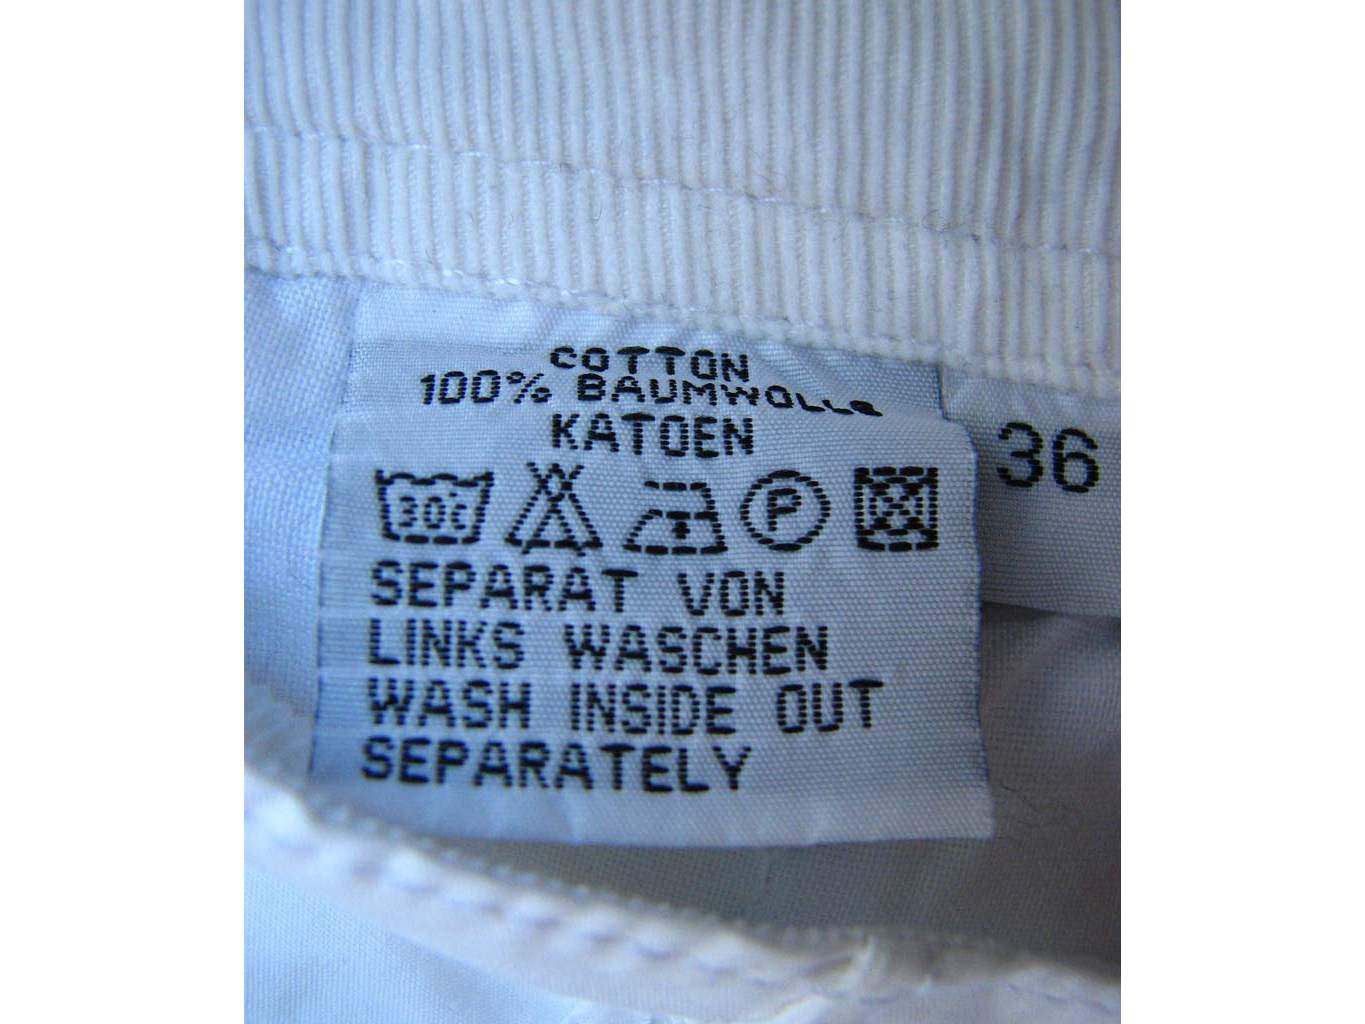 COTTON
100% BAUMWOLLE
KATOEN
36
30°C P
SEPARAT VON
LINKS WASCHEN
WASH INSIDE OUT
SEPARATELY